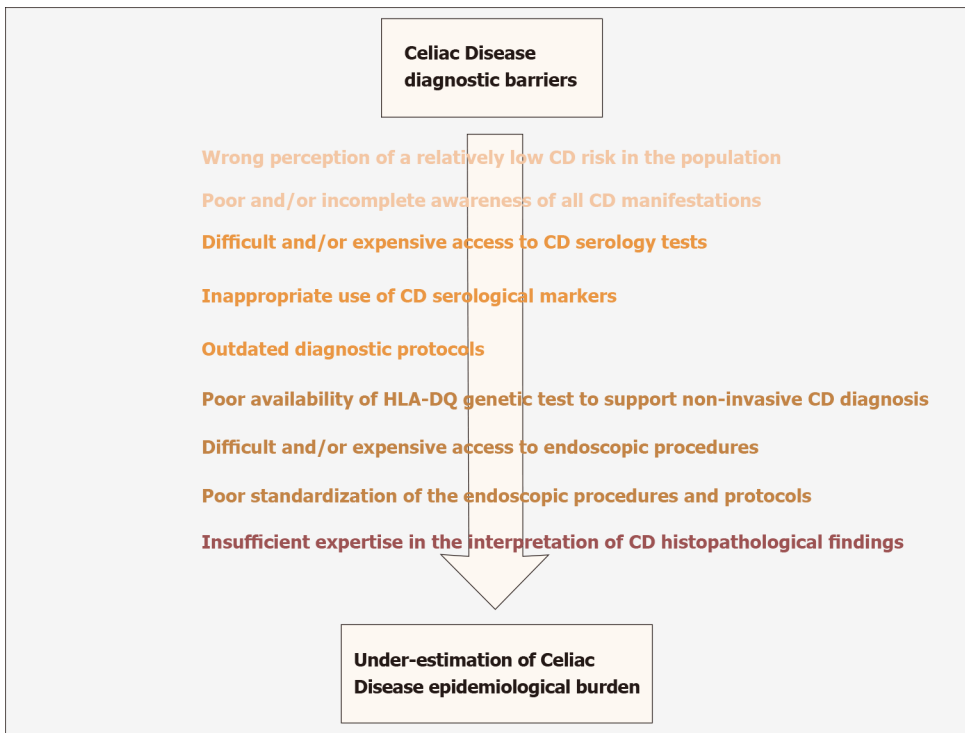 Celiac Disease
diagnostic barriers
Wrong perception of a relatively low CD risk in the population
Poor and/or incomplete awareness of all CD manifestations
Difficult and/or expensive access to CD serology tests
Inappropriate use of CD serological markers
Outdated diagnostic protocols
Poor availability of HLA-DQ genetic test to support non-invasive CD diagnosis
Difficult and/or expensive access to endoscopic procedures
Poor standardization of the endoscopic procedures and protocols
Insufficient expertise in the interpretation of CD histopathological findings
Under-estimation of Celiac
Disease epidemiological burden